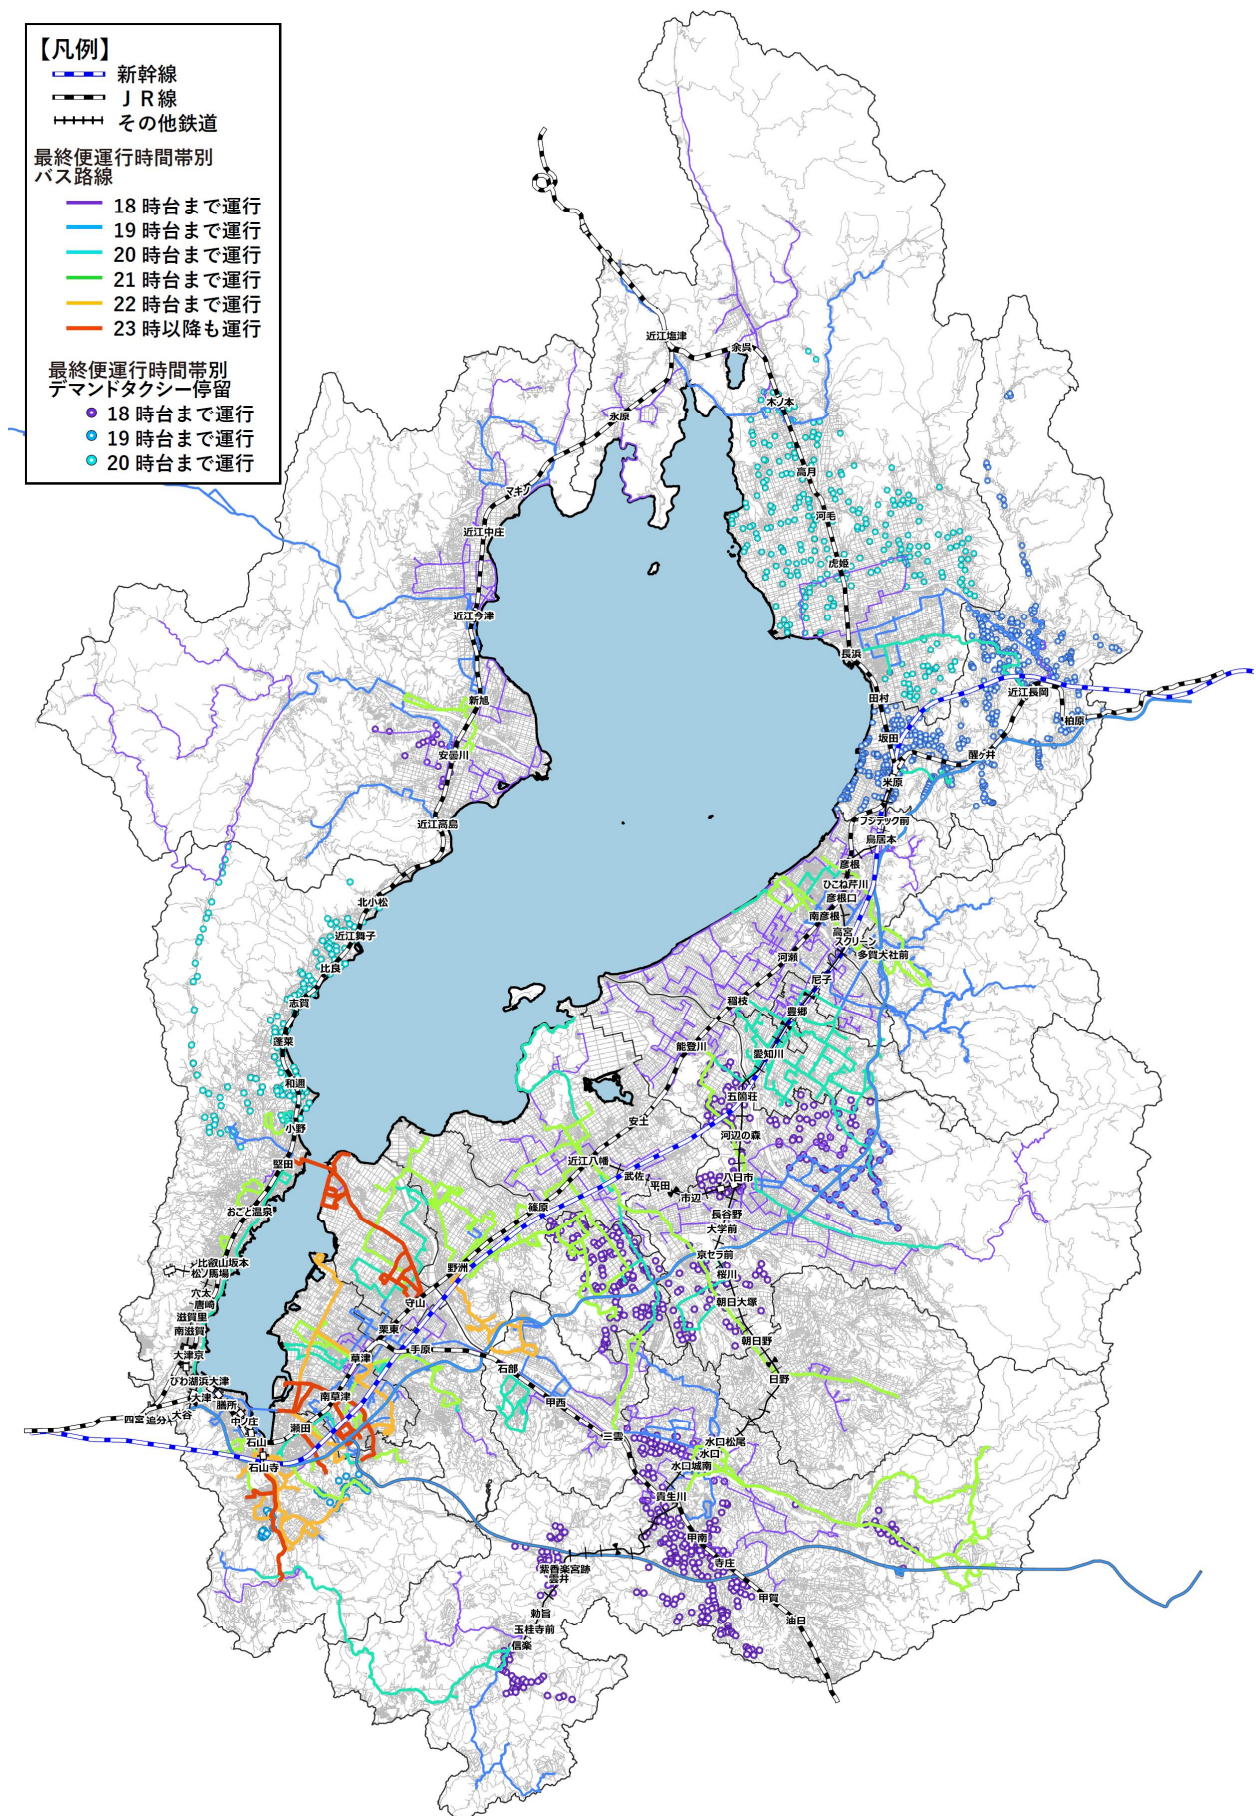 【凡例】
新幹線
ＪＲ線
その他鉄道
最終便運行時間帯別
バス路線
18 時台まで運行
19 時台まで運行
20 時台まで運行
21 時台まで運行
22 時台まで運行
23 時以降も運行
最終便運行時間帯別
デマンドタクシー停留
18 時台まで運行
19 時台まで運行
20 時台まで運行
近江塩津
余呉
木ノ本
永原
高月
マキノ
河毛
近江中庄
虎姫
近江今津
長浜
近江長岡
田村
新旭
柏原
坂田
安曇川
醒ヶ井
米原
フジテック前
近江高島
鳥居本
彦根
ひこね芹川
彦根口
北小松
南彦根
高宮
スクリーン
近江舞子
多賀大社前
河瀬
比良
尼子
志賀
稲枝
豊郷
蓬莱
能登川
愛知川
和邇
五箇荘
安土
小野
河辺の森
堅田
近江八幡
武佐
八日市
平田
市辺
おごと温泉
篠原
長谷野
大学前
京セラ前
比叡山坂本
松ノ馬場
野洲
桜川
穴太
唐崎
守山
朝日大塚
滋賀里
南滋賀
栗東
朝日野
大津京
草津
手原
石部
日野
びわ湖浜大津
大津
南草津
甲西
膳所
四宮
追分
大谷
中ノ庄
瀬田
三雲
石山
水口松尾
水口
石山寺
水口城南
貴生川
甲南
寺庄
紫香楽宮跡
雲井
甲賀
勅旨
油日
玉桂寺前
信楽